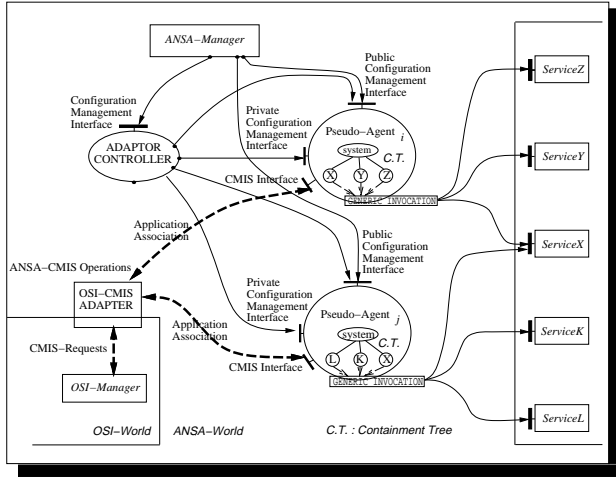 ANSA–Manager
Public
Configuration
Management
Interface
ServiceZ
Configuration
Management
Interface
Private
Configuration
Management
Interface
ADAPTOR
CONTROLLER
Pseudo–Agent i
system
C.T.
X
Y
Z
GENERIC INVOCATION
ServiceY
CMIS Interface
Application
Association
Public
Configuration
Management
Interface
ServiceX
ANSA–CMIS Operations
OSI–CMIS
ADAPTER
Private
Configuration
Management
Interface
Application
Association
Pseudo–Agent j
system
C.T.
L
K
X
GENERIC INVOCATION
ServiceK
CMIS–Requests
CMIS Interface
OSI–Manager
ServiceL
OSI–World
ANSA–World
C.T. : Containment Tree